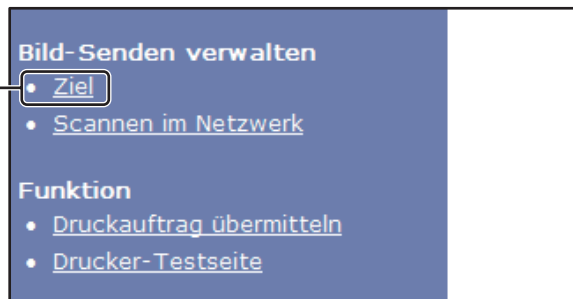 Bild-Senden verwalten
• Ziel
• Scannen im Netzwerk
Funktion
• Druckauftrag übermitteln
• Drucker-Testseite